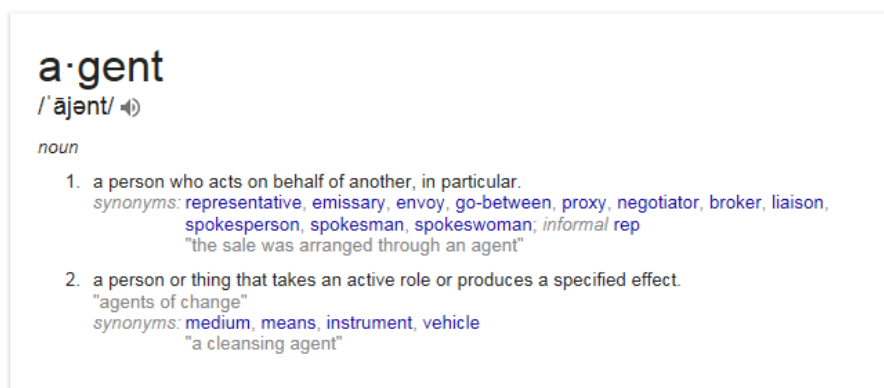 a·gent
/ˈājənt/
noun
1. a person who acts on behalf of another, in particular.
synonyms: representative, emissary, envoy, go-between, proxy, negotiator, broker, liaison,
spokesperson, spokesman, spokeswoman; informal rep
"the sale was arranged through an agent"
2. a person or thing that takes an active role or produces a specified effect.
"agents of change"
synonyms: medium, means, instrument, vehicle
"a cleansing agent"